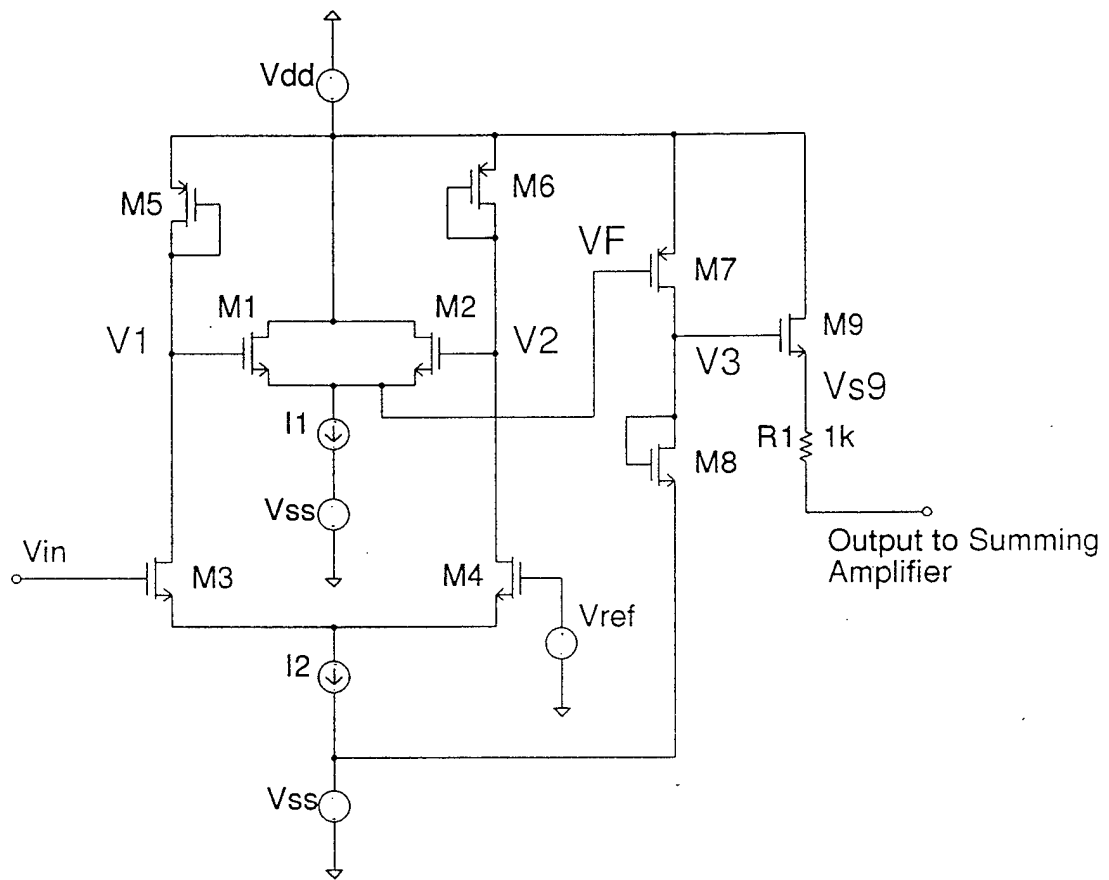 Vdd
M5
M6
VF
M7
M1
M2
M9
V1
V2
V3
Vs9
I1
R1 1k
M8
Vss
Output to Summing
Amplifier
Vin
M3
M4
Vref
I2
Vss